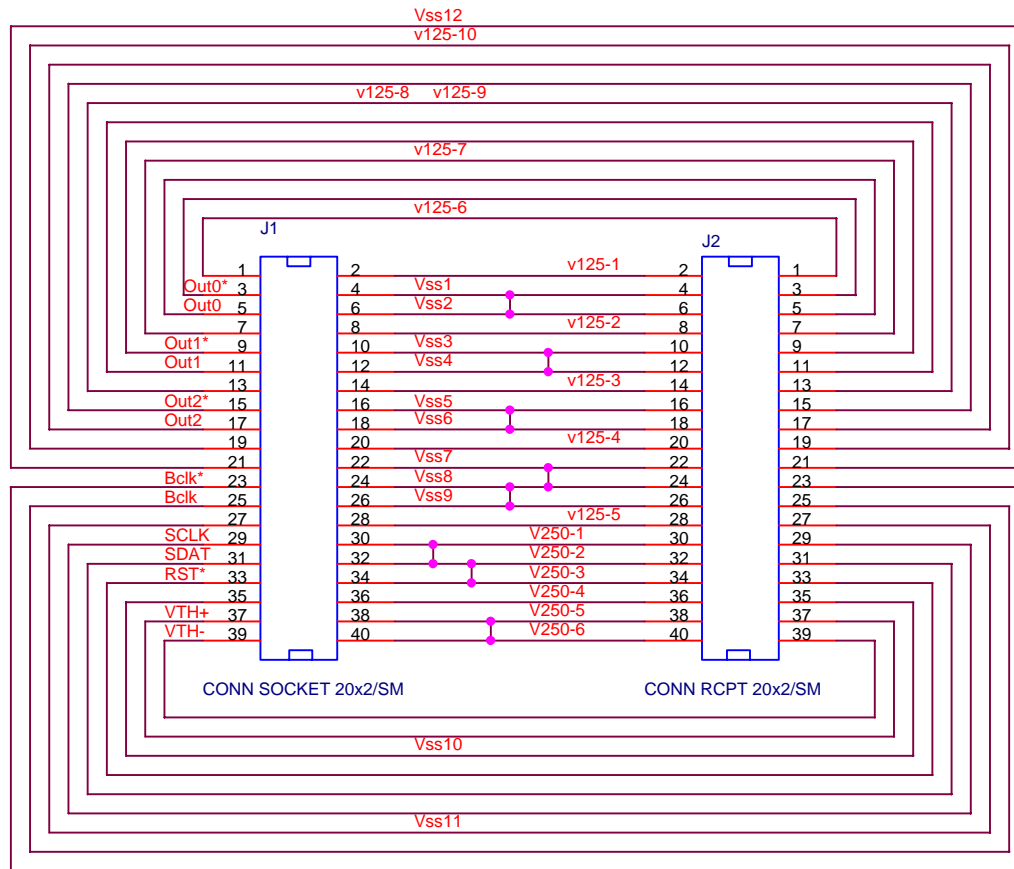 Vss12
v125-10
v125-8 v125-9
v125-7
v125-6
J1
J2
1 2 v125-1 2 1
Out0* 3 4 Vss1 4 3
Out0 5 6 Vss2 6 5
7 8 v125-2 8 7
Out1* 9 10 Vss3 10 9
Out1 11 12 Vss4 12 11
13 14 v125-3 14 13
Out2* 15 16 Vss5 16 15
Out2 17 18 Vss6 18 17
19 20 v125-4 20 19
21 22 Vss7 22 21
Bclk* 23 24 Vss8 24 23
Bclk 25 26 Vss9 26 25
27 28 v125-5 28 27
SCLK 29 30 V250-1 30 29
SDAT 31 32 V250-2 32 31
RST* 33 34 V250-3 34 33
35 36 V250-4 36 35
VTH+ 37 38 V250-5 38 37
VTH- 39 40 V250-6 40 39
CONN SOCKET 20x2/SM CONN RCPT 20x2/SM
Vss10
Vss11